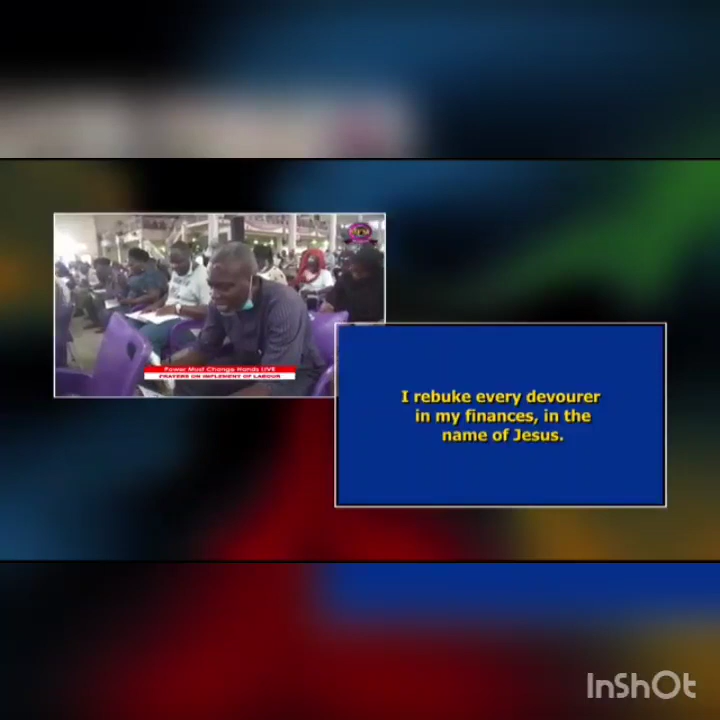 Power Must Change Hands LIVE
PRAYERS ON IMPLEMENT OF LABOUR
I rebuke every devourer
in my finances, in the
name of Jesus.
InShOt